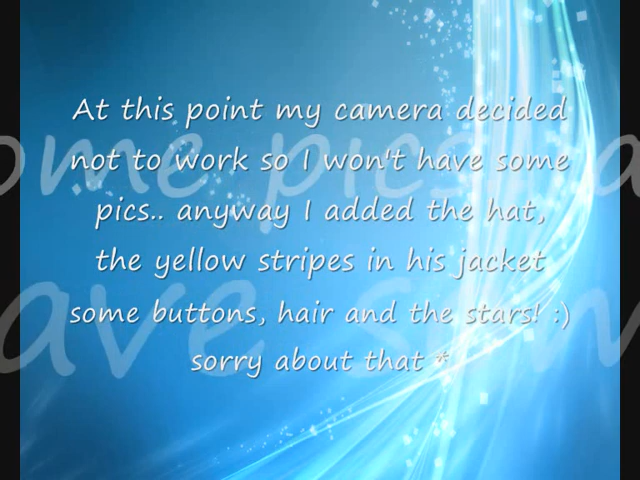 At this point my camera decided
not to work so I won't have some
pics.. anyway I added the hat,
the yellow stripes in his jacket
some buttons, hair and the stars! :)
sorry about that *